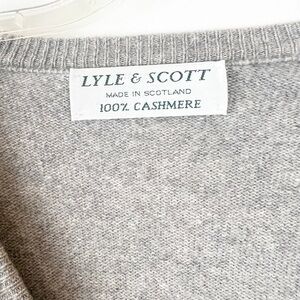 LYLE & SCOTT
MADE IN SCOTLAND
100% CASHMERE